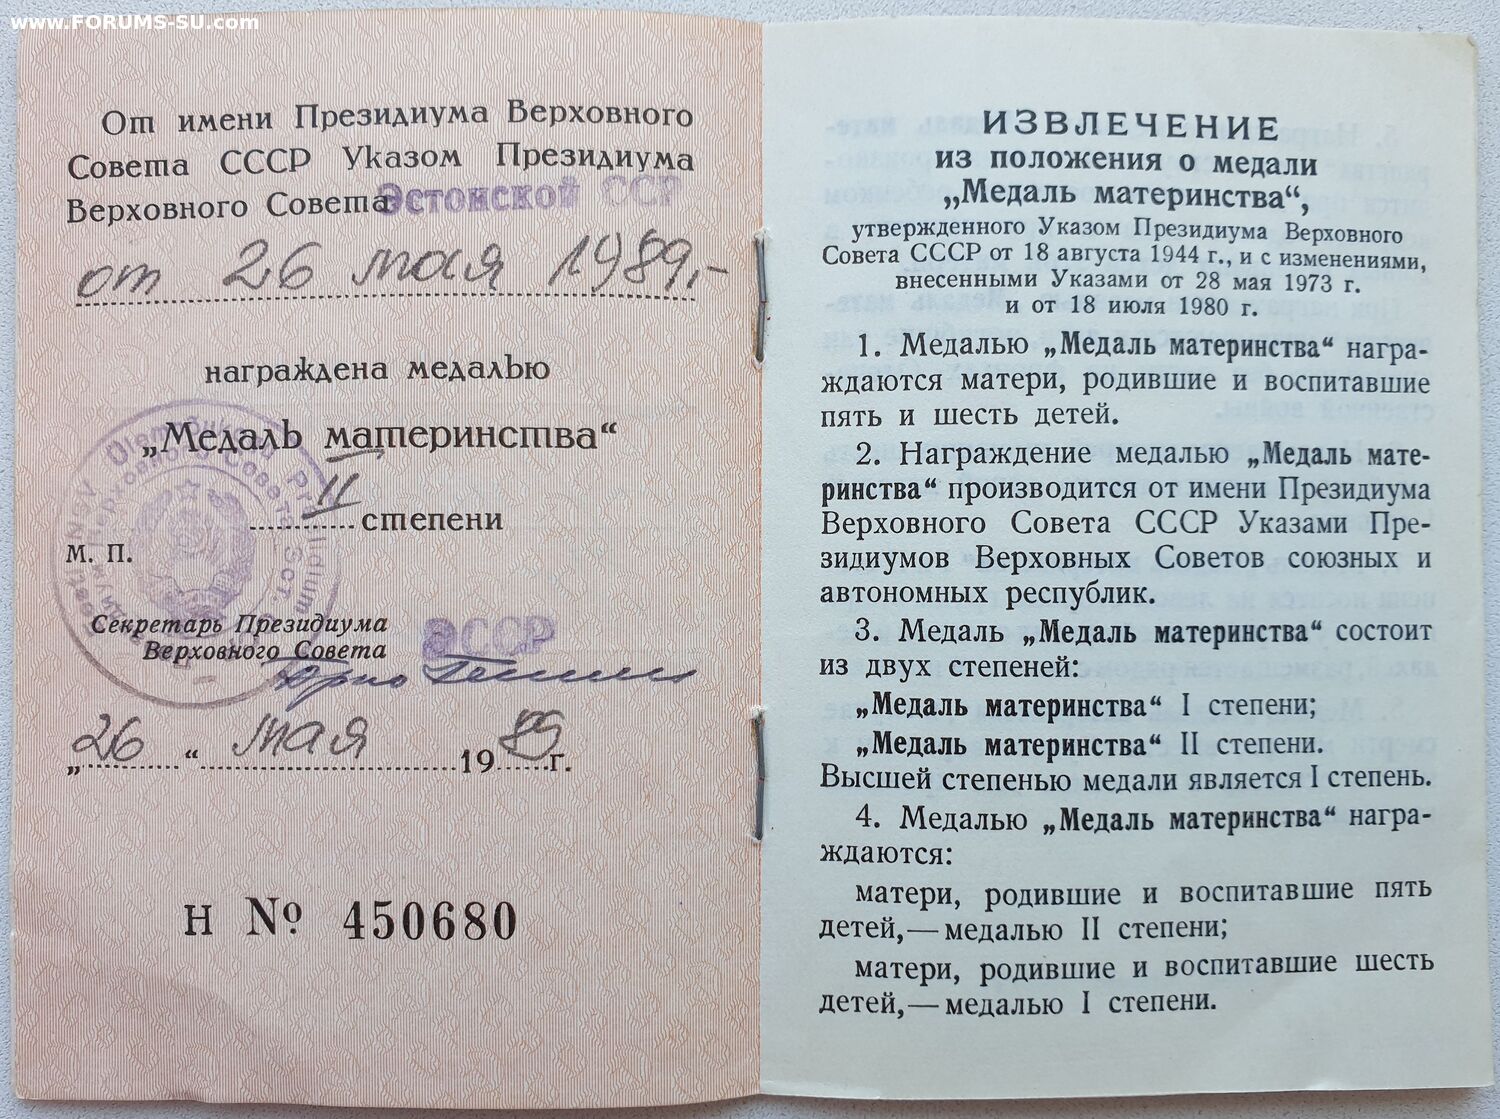 www.FORUMS-SU.com
От имени Президиума Верховного
Совета СССР Указом Президиума
Верховного Совета Эстонской ССР
от 26 мая 1989,-
награждена медалью
„Медаль материнства“
II степени
М. П.
Секретарь Президиума
Верховного Совета ЭССР
„26“ мая 1989 г.
Н № 450680
ИЗВЛЕЧЕНИЕ
из положения о медали
„Медаль материнства“,
утвержденного Указом Президиума Верховного
Совета СССР от 18 августа 1944 г., и с изменениями,
внесенными Указами от 28 мая 1973 г.
и от 18 июля 1980 г.
1. Медалью „Медаль материнства“ награ-
ждаются матери, родившие и воспитавшие
пять и шесть детей.
2. Награждение медалью „Медаль мате-
ринства“ производится от имени Президиума
Верховного Совета СССР Указами Пре-
зидиумов Верховных Советов союзных и
автономных республик.
3. Медаль „Медаль материнства“ состоит
из двух степеней:
„Медаль материнства“ I степени;
„Медаль материнства“ II степени.
Высшей степенью медали является I степень.
4. Медалью „Медаль материнства“ награ-
ждаются:
матери, родившие и воспитавшие пять
детей,— медалью II степени;
матери, родившие и воспитавшие шесть
детей,— медалью I степени.